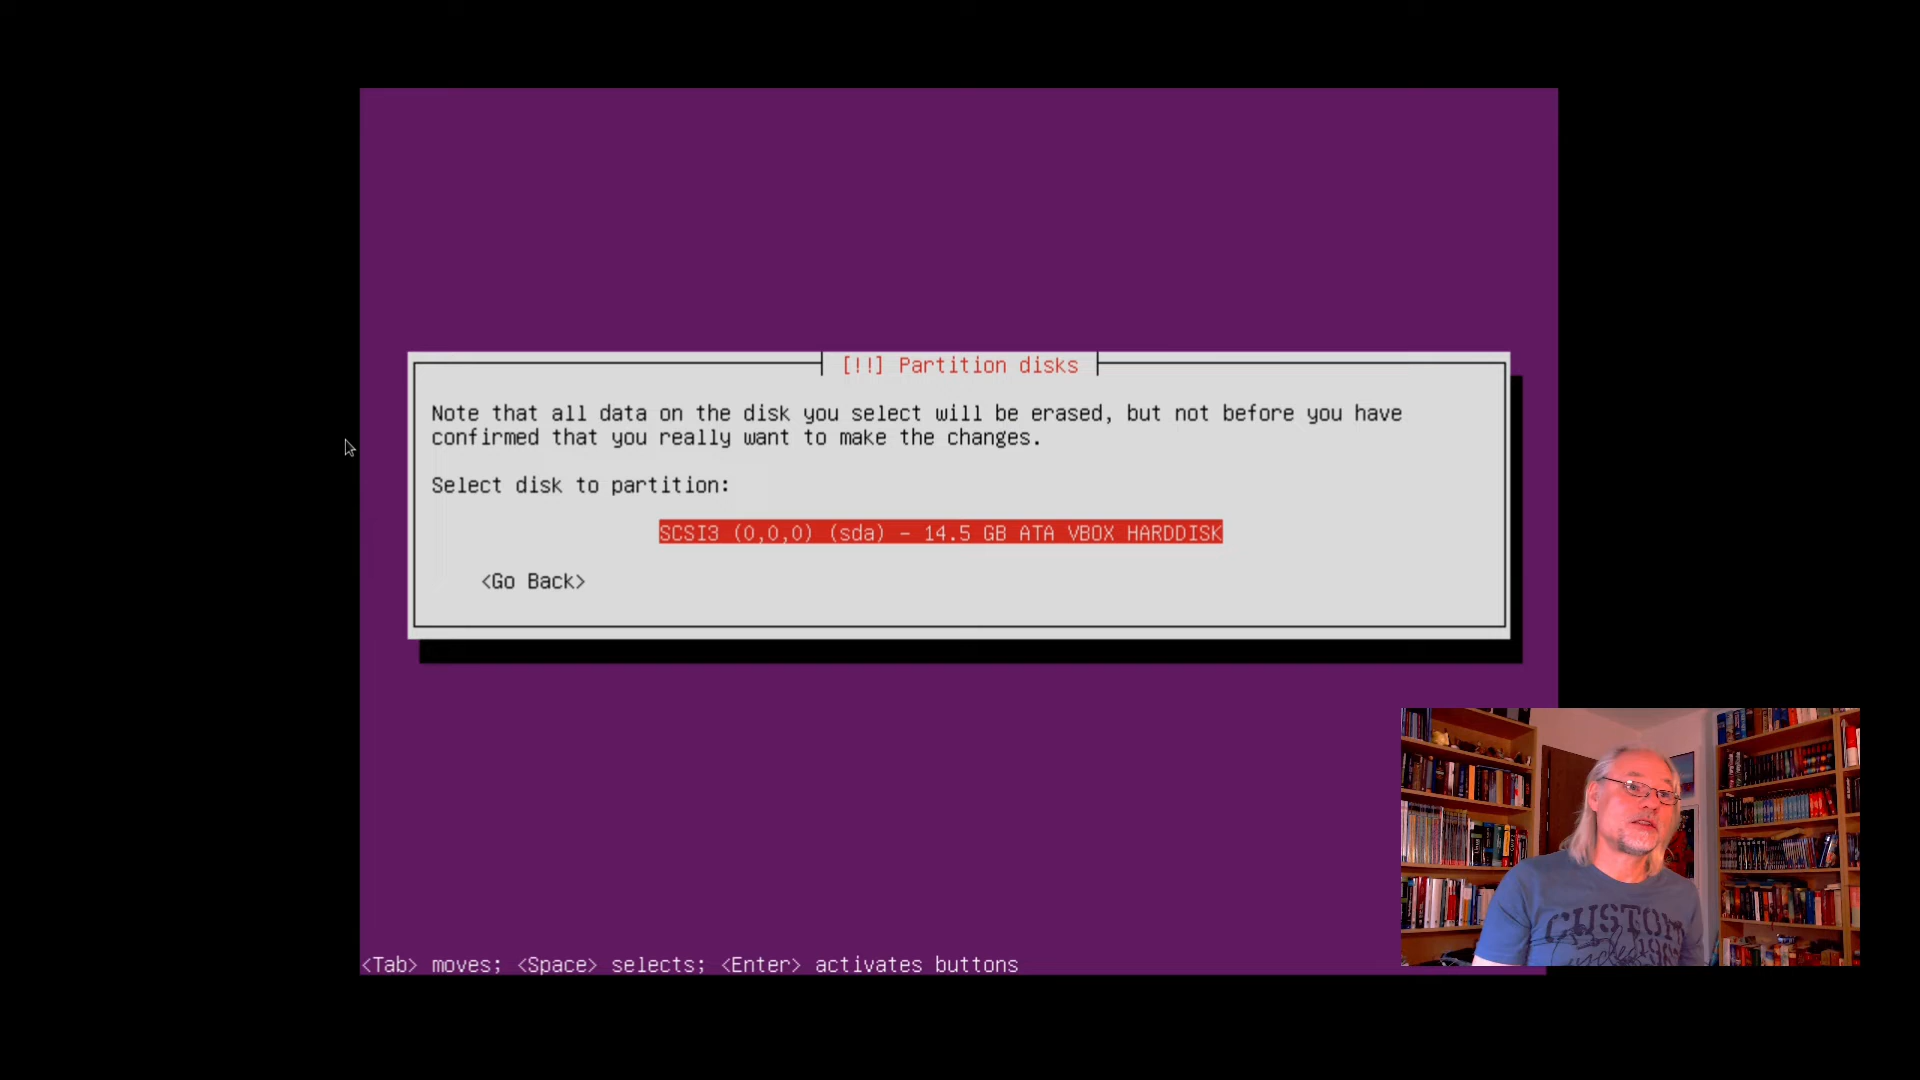 [!!] Partition disks
Note that all data on the disk you select will be erased, but not before you have
confirmed that you really want to make the changes.
Select disk to partition:
SCSI3 (0,0,0) (sda) - 14.5 GB ATA VBOX HARDDISK
<Go Back>
<Tab> moves; <Space> selects; <Enter> activates buttons
CUSTOM